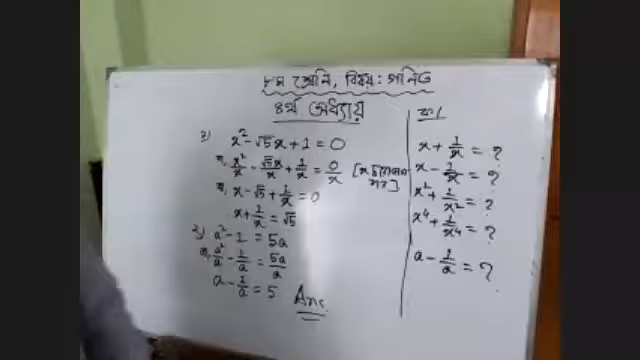 ৮ম শ্রেণি, বিষয়: গণিত
৪র্থ অধ্যায়
১) x² - √5x + 1 = 0
বা, x²/x - √5x/x + 1/x = 0/x
বা, x - √5 + 1/x = 0
x + 1/x = √5
২) a² - 1 = 5a
বা, a²/a - 1/a = 5a/a
a - 1/a = 5 Ans.
x + 1/x = ?
x - 1/x = ?
x² + 1/x² = ?
x⁴ + 1/x⁴ = ?
a - 1/a = ?